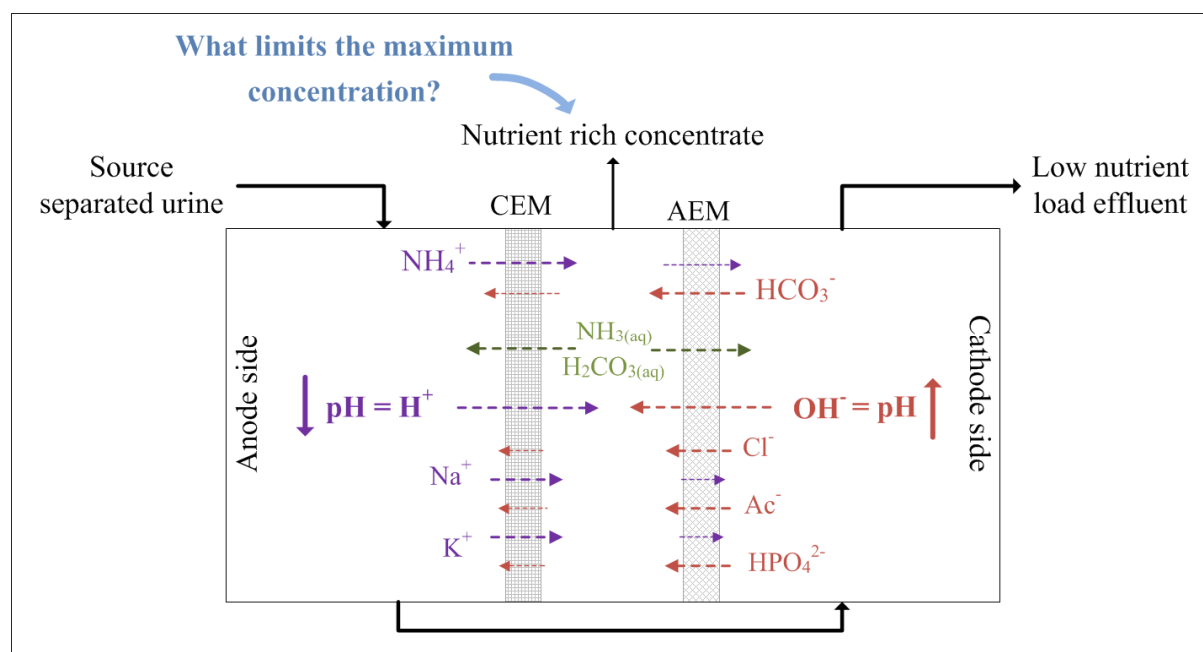 What limits the maximum
concentration?
Nutrient rich concentrate
Source
separated urine
Low nutrient
load effluent
CEM
AEM
NH₄⁺
HCO₃⁻
NH₃(aq)
H₂CO₃(aq)
Anode side
pH = H⁺
OH⁻ = pH
Cathode side
Cl⁻
Na⁺
Ac⁻
K⁺
HPO₄²⁻